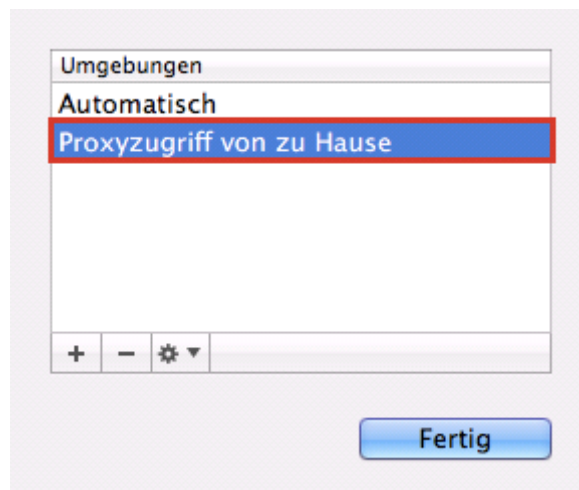 Umgebungen
Automatisch
Proxyzugriff von zu Hause
+ − 
Fertig